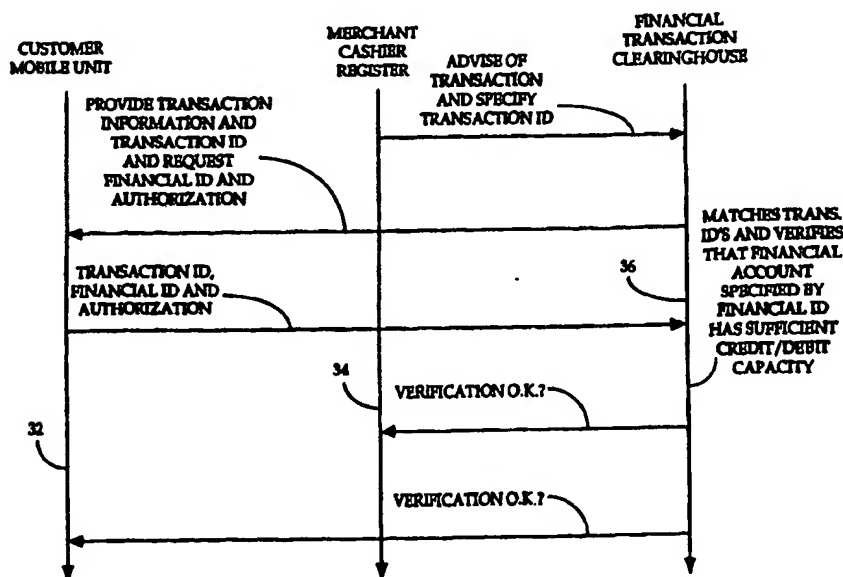 CUSTOMER
MOBILE UNIT
MERCHANT
CASHIER
REGISTER
FINANCIAL
TRANSACTION
CLEARINGHOUSE
ADVISE OF
TRANSACTION
AND SPECIFY
TRANSACTION ID
PROVIDE TRANSACTION
INFORMATION AND
TRANSACTION ID
AND REQUEST
FINANCIAL ID AND
AUTHORIZATION
MATCHES TRANS.
ID'S AND VERIFIES
THAT FINANCIAL
ACCOUNT
SPECIFIED BY
FINANCIAL ID
HAS SUFFICIENT
CREDIT/DEBIT
CAPACITY
TRANSACTION ID,
FINANCIAL ID AND
AUTHORIZATION
36
34
VERIFICATION O.K.?
32
VERIFICATION O.K.?